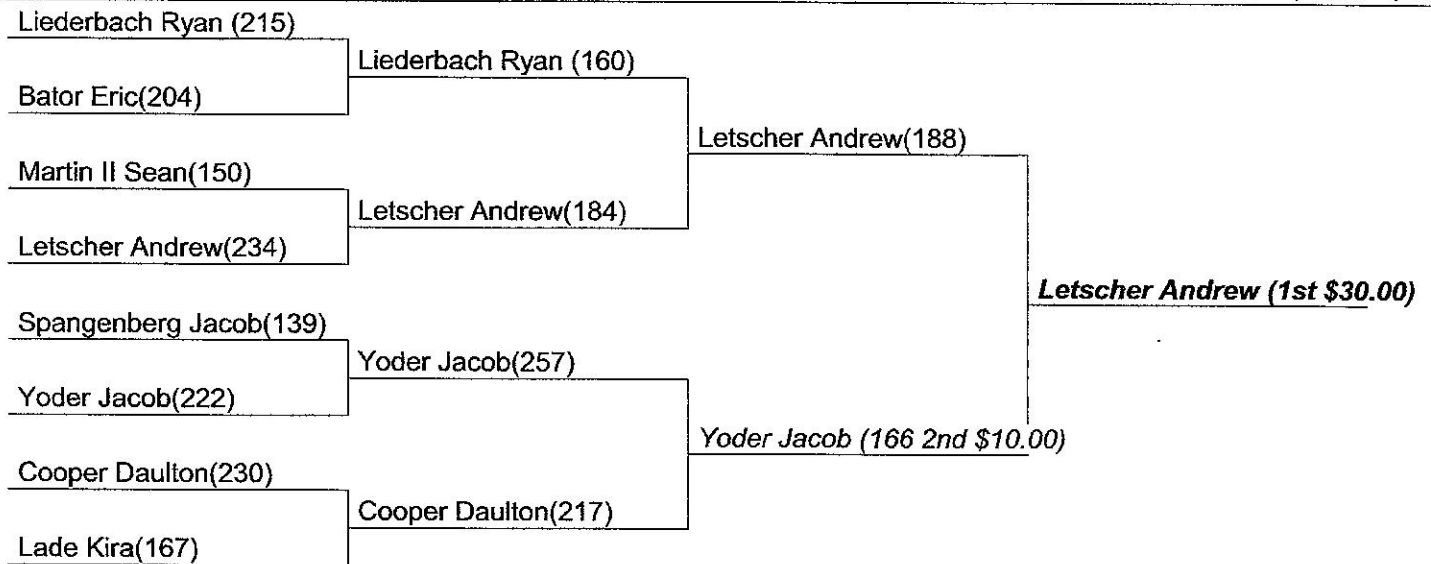 Liederbach Ryan (215)
Bator Eric(204)
Martin II Sean(150)
Letscher Andrew(234)
Spangenberg Jacob(139)
Yoder Jacob(222)
Cooper Daulton(230)
Lade Kira(167)
Liederbach Ryan (160)
Letscher Andrew(184)
Yoder Jacob(257)
Cooper Daulton(217)
Letscher Andrew(188)
Yoder Jacob (166 2nd $10.00)
Letscher Andrew (1st $30.00)